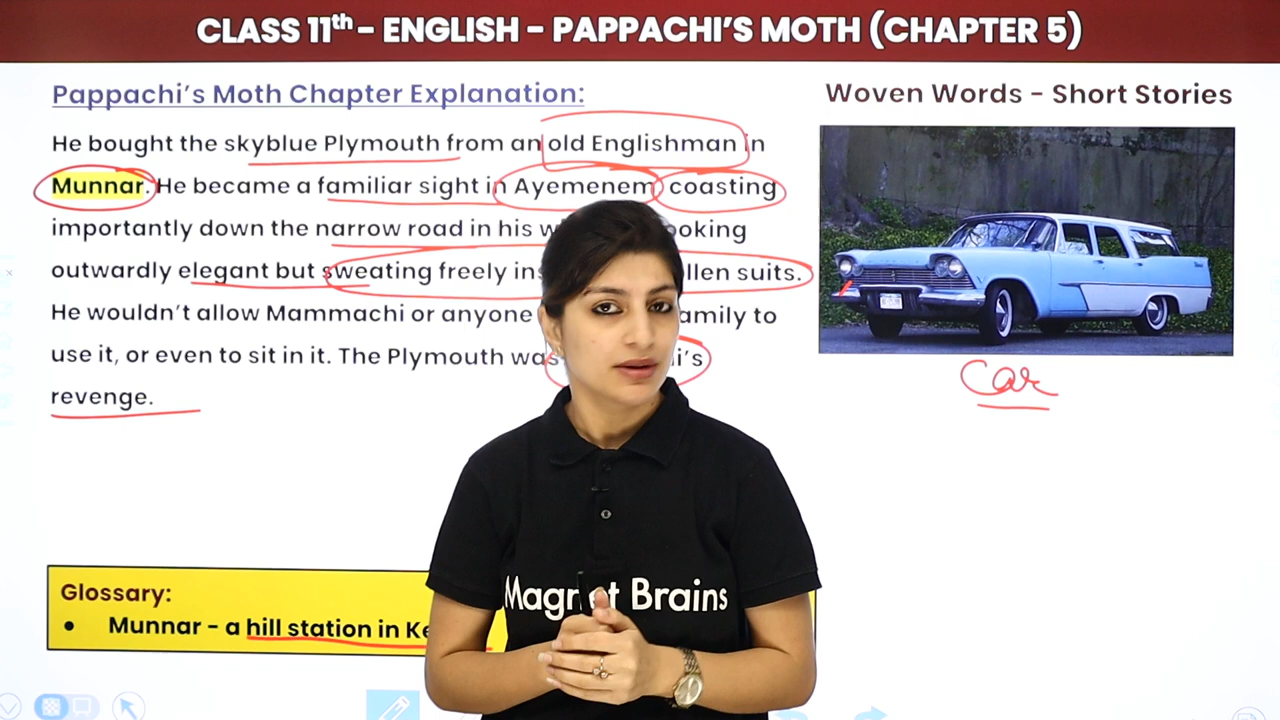 CLASS 11th - ENGLISH - PAPPACHI'S MOTH (CHAPTER 5)
Pappachi's Moth Chapter Explanation:
Woven Words - Short Stories
He bought the skyblue Plymouth from an old Englishman in
Munnar. He became a familiar sight in Ayemenem coasting
importantly down the narrow road in his
outwardly elegant but sweating freely suits.
He wouldn't allow Mammachi or anyone to
use it, or even to sit in it. The Plymouth was
revenge.
Car
Glossary:
• Munnar - a hill station in
Magnet Brains